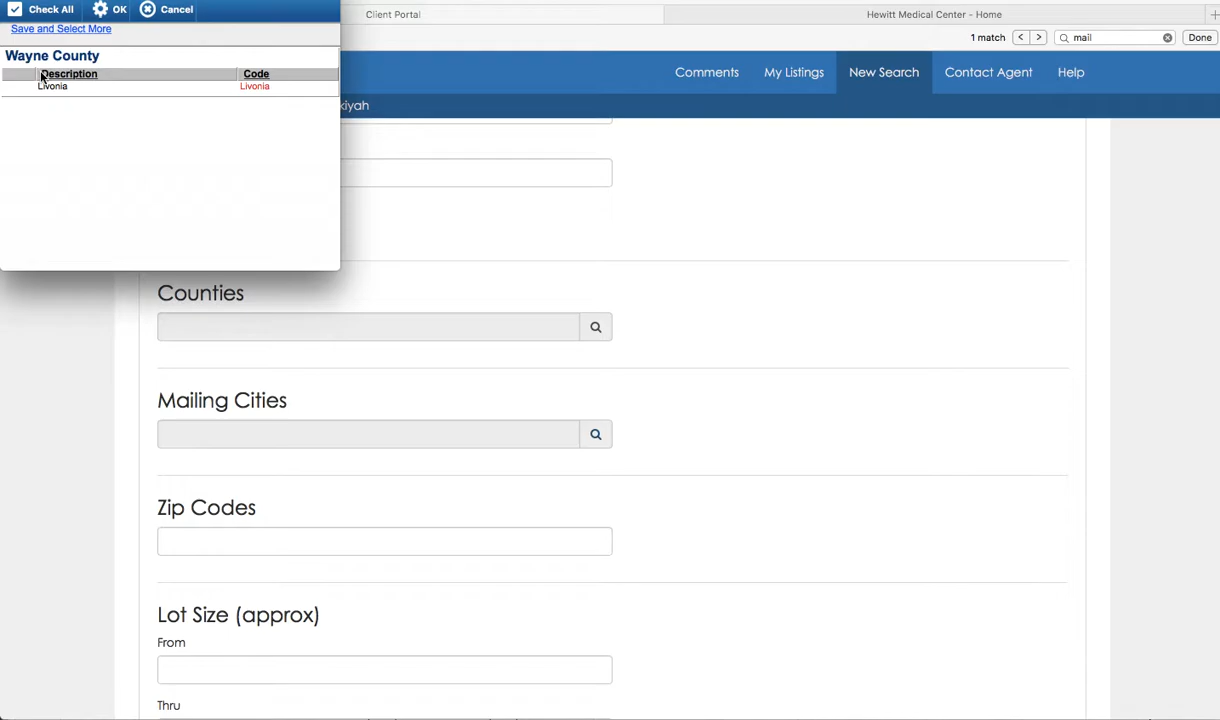 Check All OK Cancel
Save and Select More
Wayne County
Description Code
Livonia Livonia
Client Portal Hewitt Medical Center - Home
1 match < > mail Done
Comments My Listings New Search Contact Agent Help
kiyah
Counties
Mailing Cities
Zip Codes
Lot Size (approx)
From
Thru